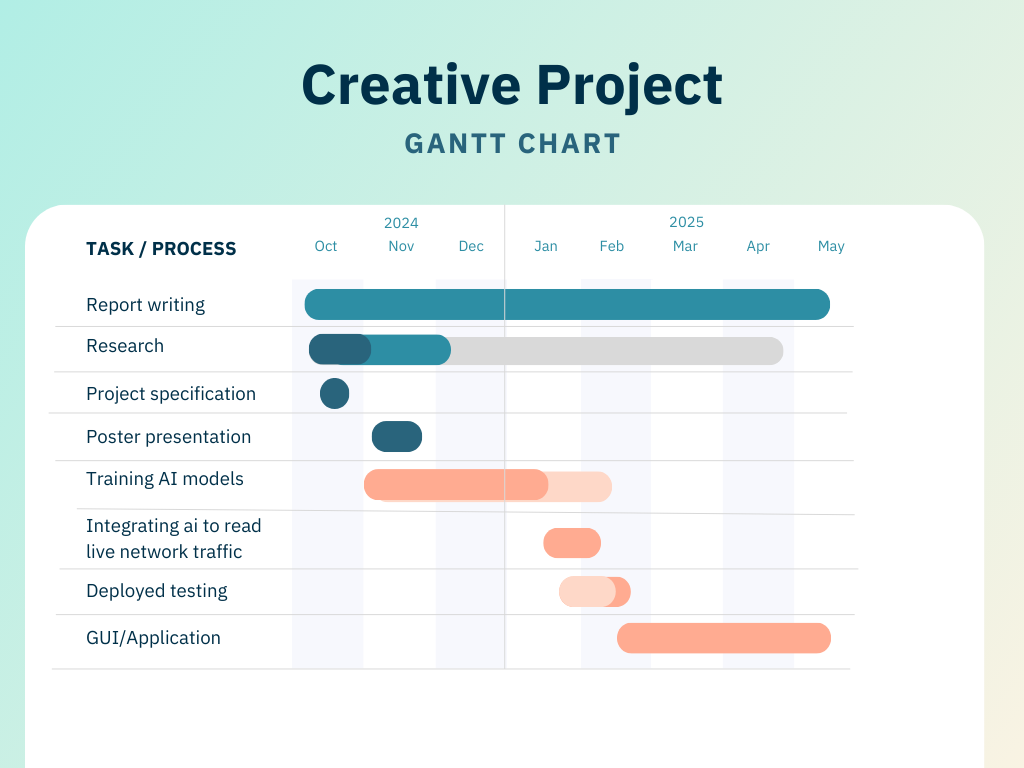 Creative Project
GANTT CHART
2024
2025
TASK / PROCESS
Oct Nov Dec Jan Feb Mar Apr May
Report writing
Research
Project specification
Poster presentation
Training AI models
Integrating ai to read
live network traffic
Deployed testing
GUI/Application